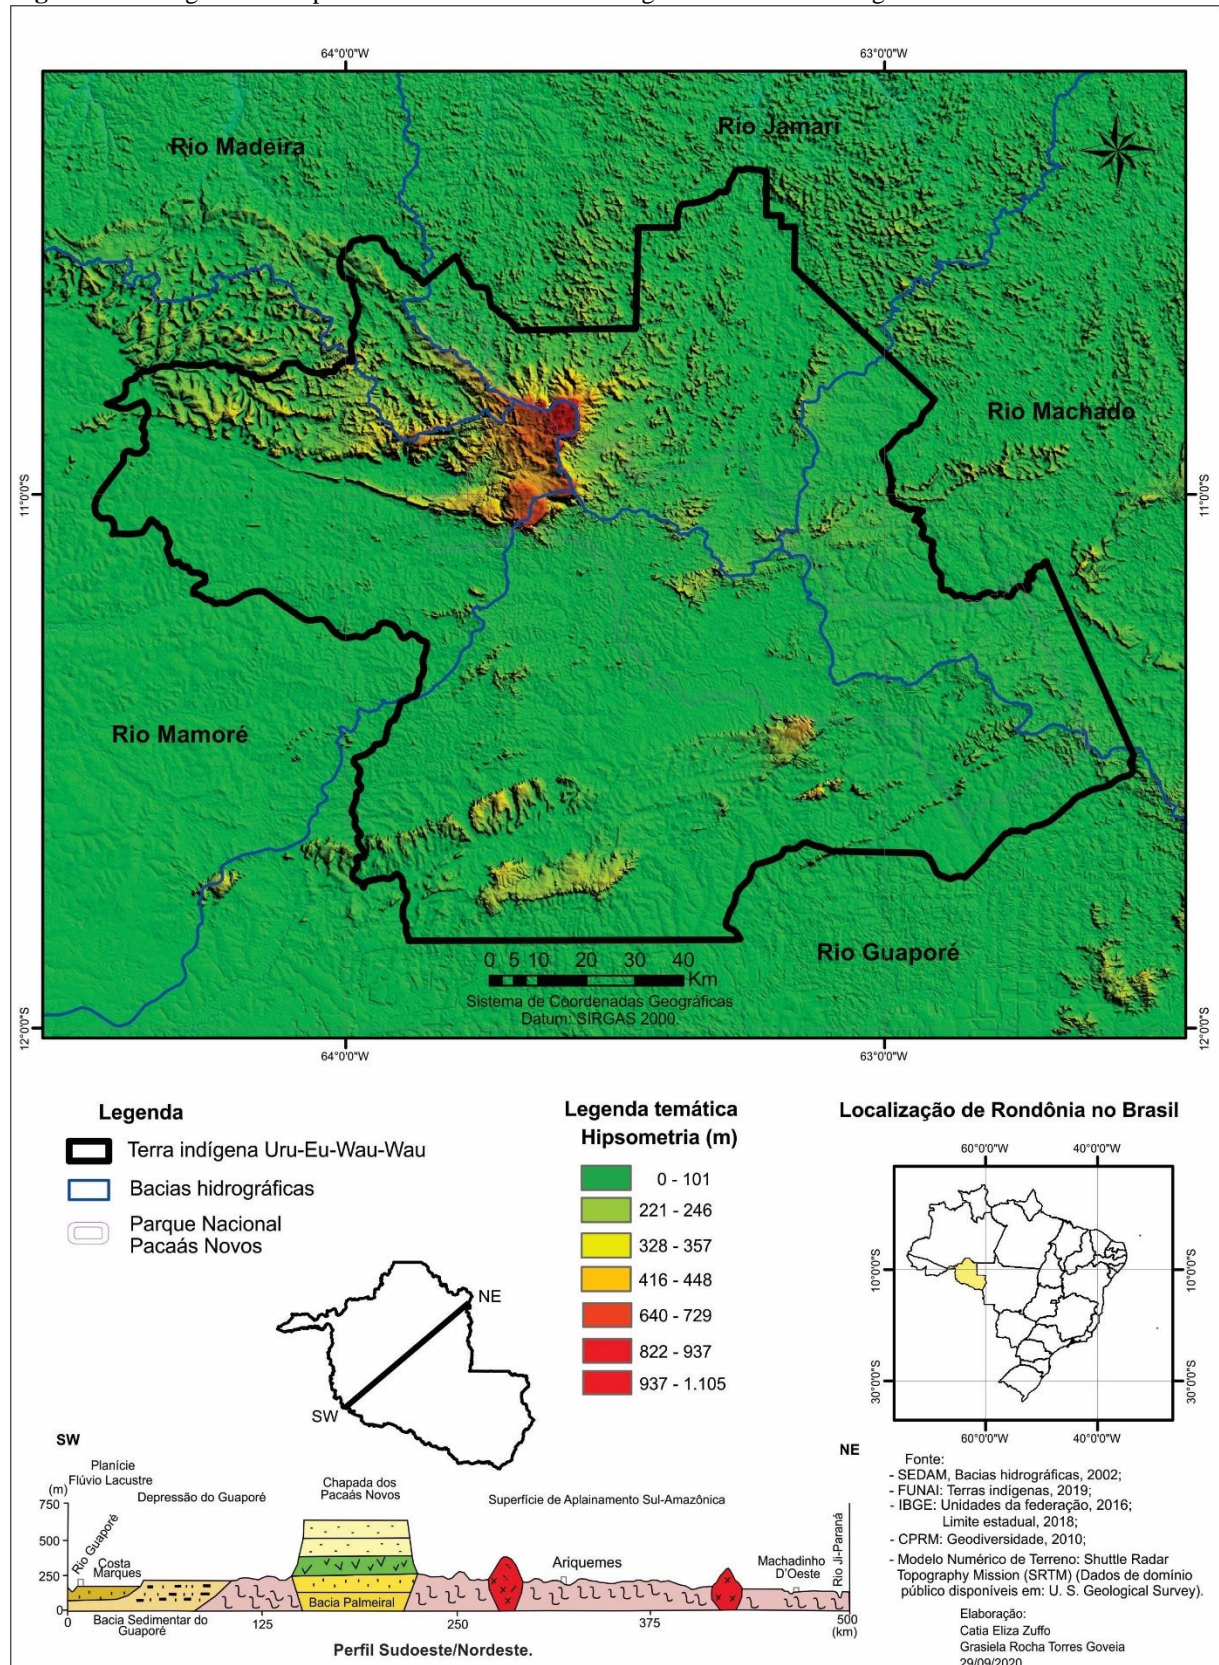 64°0'0"W
63°0'0"W
Rio Madeira
Rio Jamari
Rio Machado
11°0'0"S
11°0'0"S
Rio Mamoré
Rio Guaporé
0 5 10 20 30 40
Km
Sistema de Coordenadas Geográficas
Datum: SIRGAS 2000.
12°0'0"S
12°0'0"S
64°0'0"W
63°0'0"W
Legenda
Terra indígena Uru-Eu-Wau-Wau
Bacias hidrográficas
Parque Nacional
Pacaás Novos
Legenda temática
Hipsometria (m)
0 - 101
221 - 246
328 - 357
416 - 448
640 - 729
822 - 937
937 - 1.105
Localização de Rondônia no Brasil
60°0'0"W
40°0'0"W
10°0'0"S
10°0'0"S
30°0'0"S
30°0'0"S
60°0'0"W
40°0'0"W
NE
SW
SW
NE
Planície
Flúvio Lacustre
Depressão do Guaporé
Chapada dos
Pacaás Novos
Superfície de Aplainamento Sul-Amazônica
(m)
750
500
250
0
Rio Guaporé
Costa
Marques
Ariquemes
Machadinho
D'Oeste
Rio Ji-Paraná
Bacia Palmeiral
Bacia Sedimentar do
Guaporé
0
125
250
375
500
(km)
Perfil Sudoeste/Nordeste.
Fonte:
- SEDAM, Bacias hidrográficas, 2002;
- FUNAI: Terras indígenas, 2019;
- IBGE: Unidades da federação, 2016;
Limite estadual, 2018;
- CPRM: Geodiversidade, 2010;
- Modelo Numérico de Terreno: Shuttle Radar
Topography Mission (SRTM) (Dados de domínio
público disponíveis em: U. S. Geological Survey).
Elaboração:
Catia Eliza Zuffo
Grasiela Rocha Torres Goveia
29/09/2020